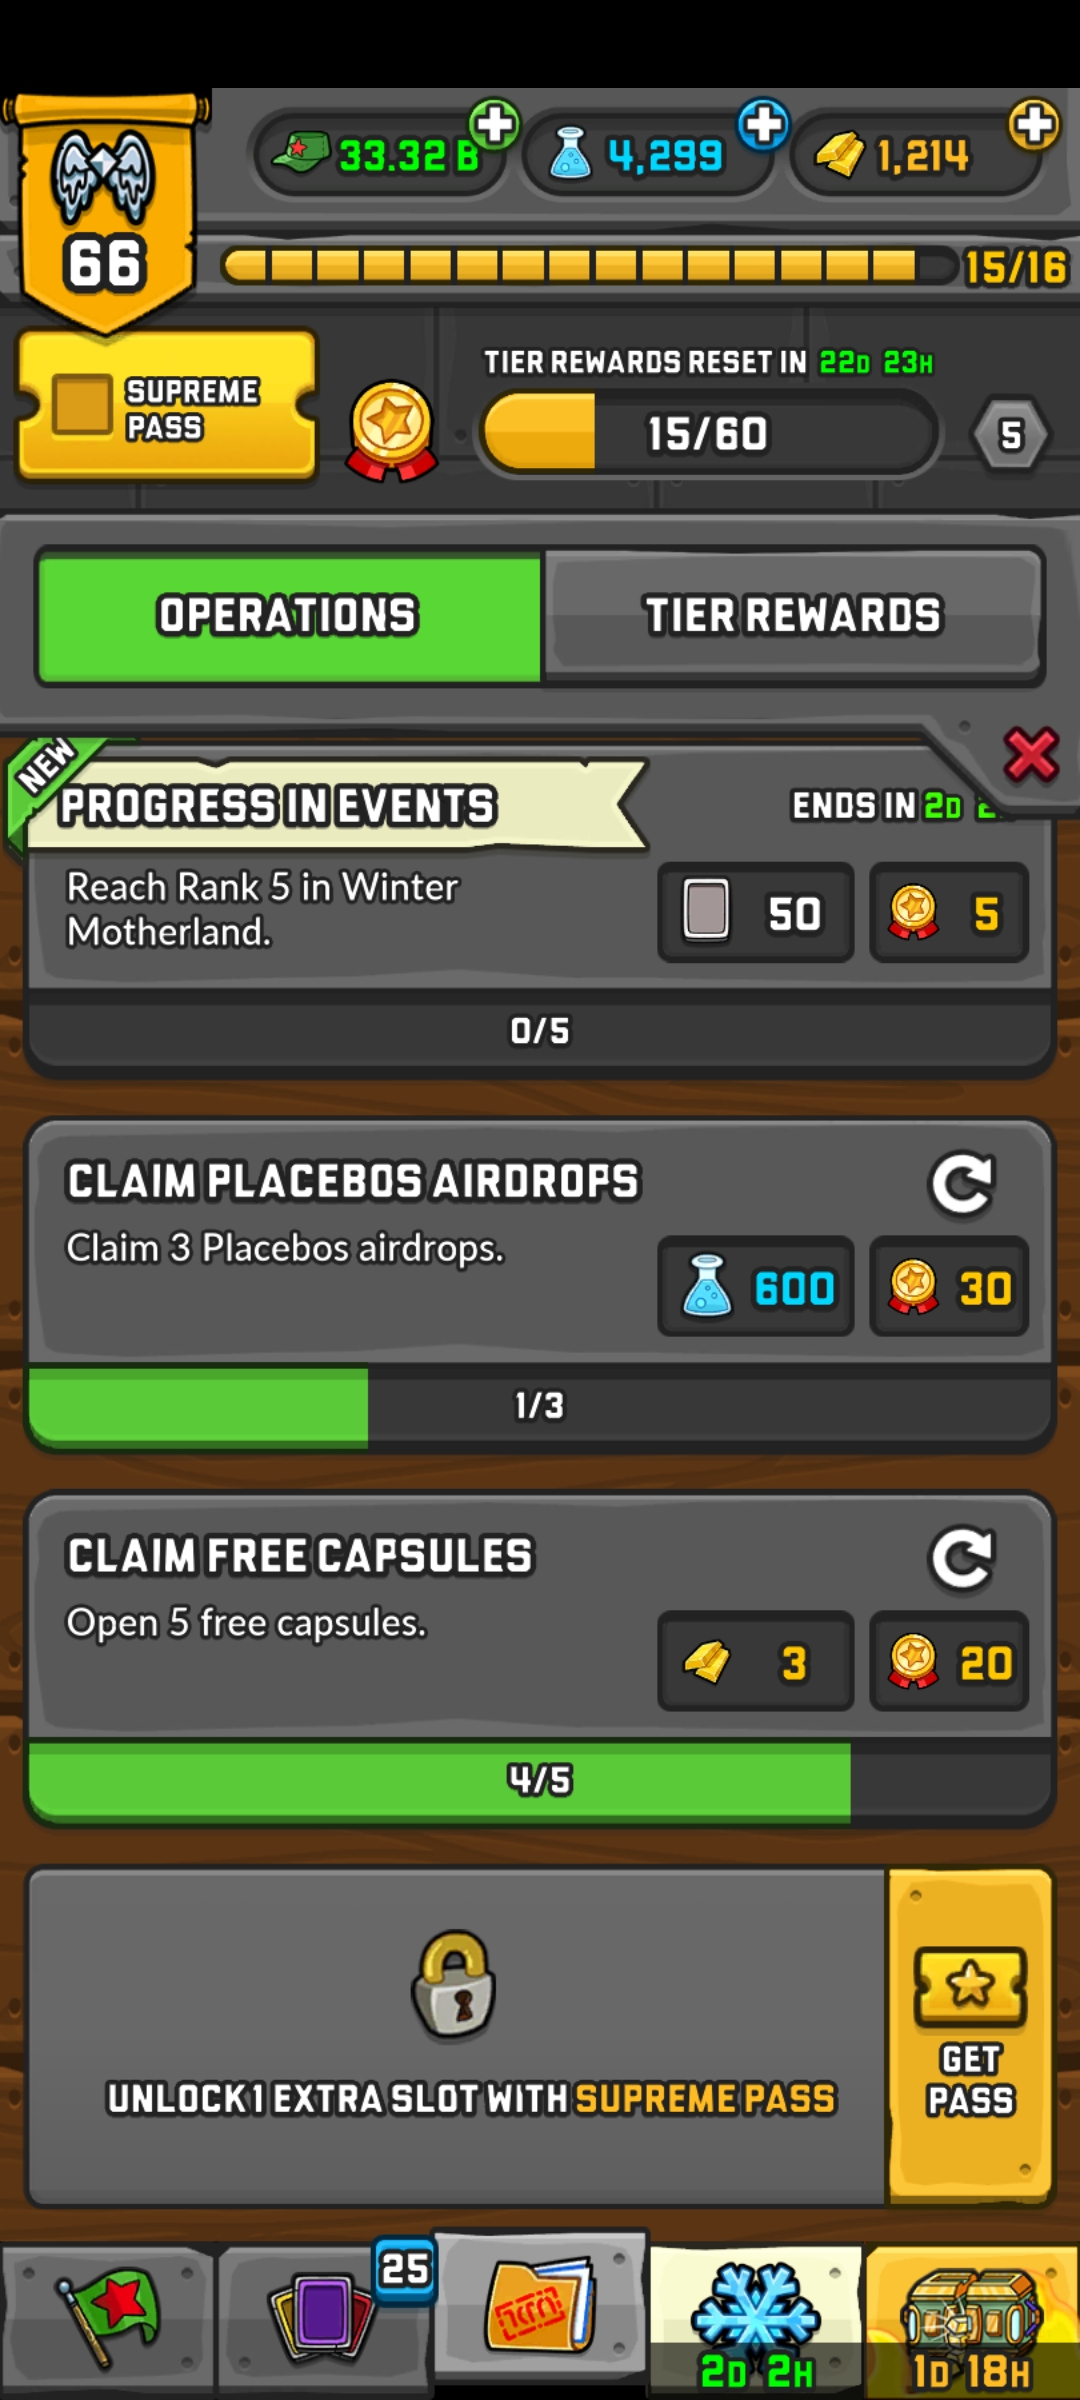 33.32 B
4,299
1,214
66
15/16
SUPREME
PASS
TIER REWARDS RESET IN 22D 23H
15/60
5
OPERATIONS
TIER REWARDS
NEW
PROGRESS IN EVENTS
ENDS IN 2D
Reach Rank 5 in Winter
Motherland.
50
5
0/5
CLAIM PLACEBOS AIRDROPS
Claim 3 Placebos airdrops.
600
30
1/3
CLAIM FREE CAPSULES
Open 5 free capsules.
3
20
4/5
UNLOCK 1 EXTRA SLOT WITH SUPREME PASS
GET
PASS
25
2D 2H
1D 18H